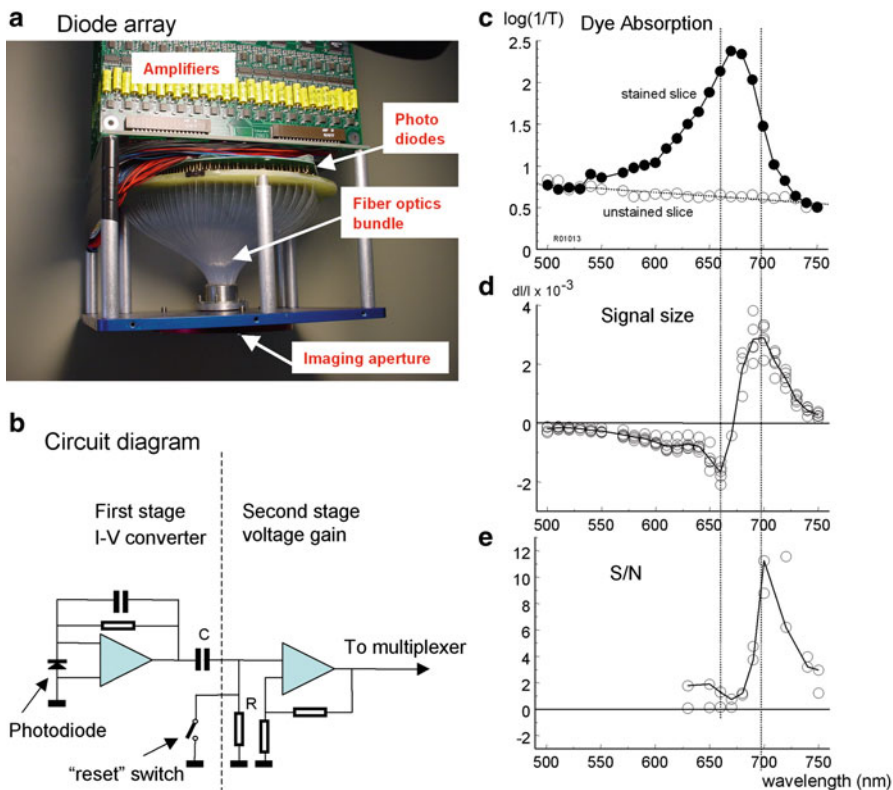 a
Diode array
Amplifiers
Photo
diodes
Fiber optics
bundle
Imaging aperture
b
Circuit diagram
First stage
I-V converter
Second stage
voltage gain
C
To multiplexer
R
Photodiode
"reset" switch
c
log(1/T)
Dye Absorption
2.5
2
1.5
1
0.5
0
stained slice
unstained slice
R01013
500 550 600 650 700 750
d
dI/I x 10⁻³
Signal size
4
2
0
-2
500 550 600 650 700 750
e
S/N
12
10
8
6
4
2
0
-2
500 550 600 650 700 750
wavelength (nm)